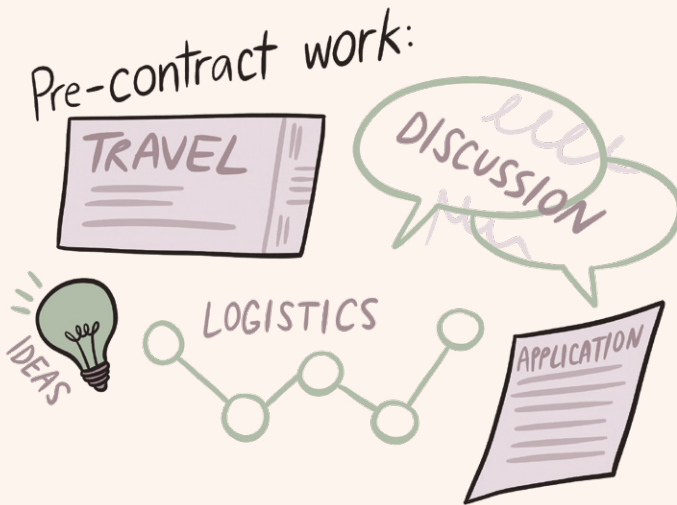 Pre-contract work:
TRAVEL
DISCUSSION
IDEAS
LOGISTICS
APPLICATION